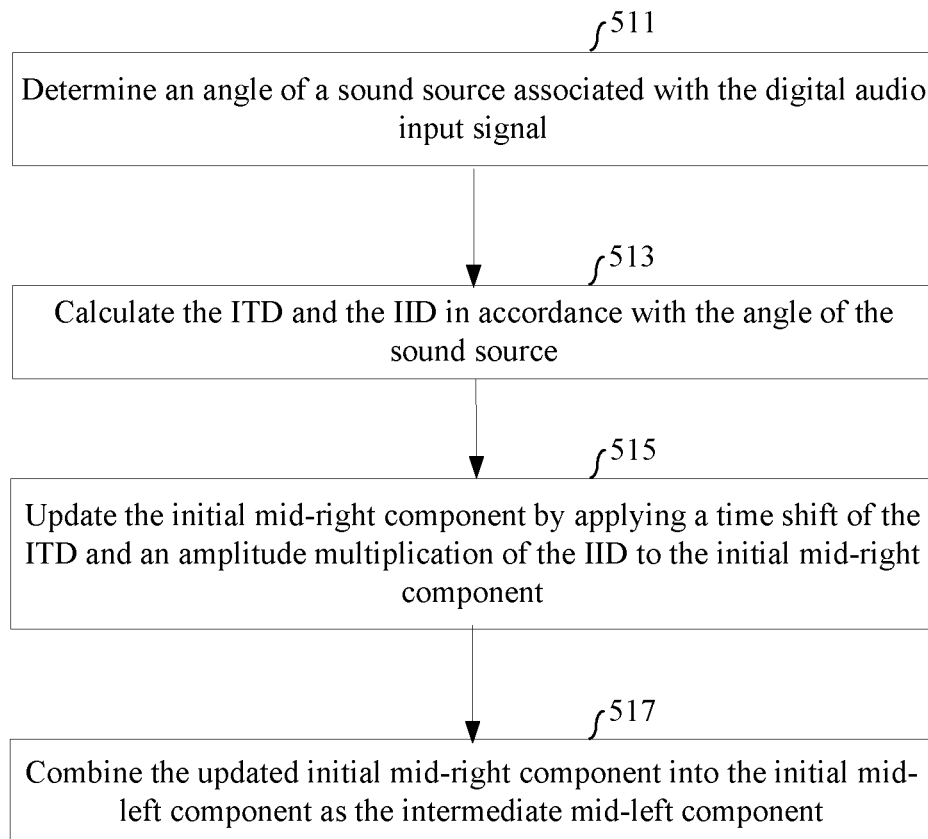 511
Determine an angle of a sound source associated with the digital audio
input signal
513
Calculate the ITD and the IID in accordance with the angle of the
sound source
515
Update the initial mid-right component by applying a time shift of the
ITD and an amplitude multiplication of the IID to the initial mid-right
component
517
Combine the updated initial mid-right component into the initial mid-
left component as the intermediate mid-left component